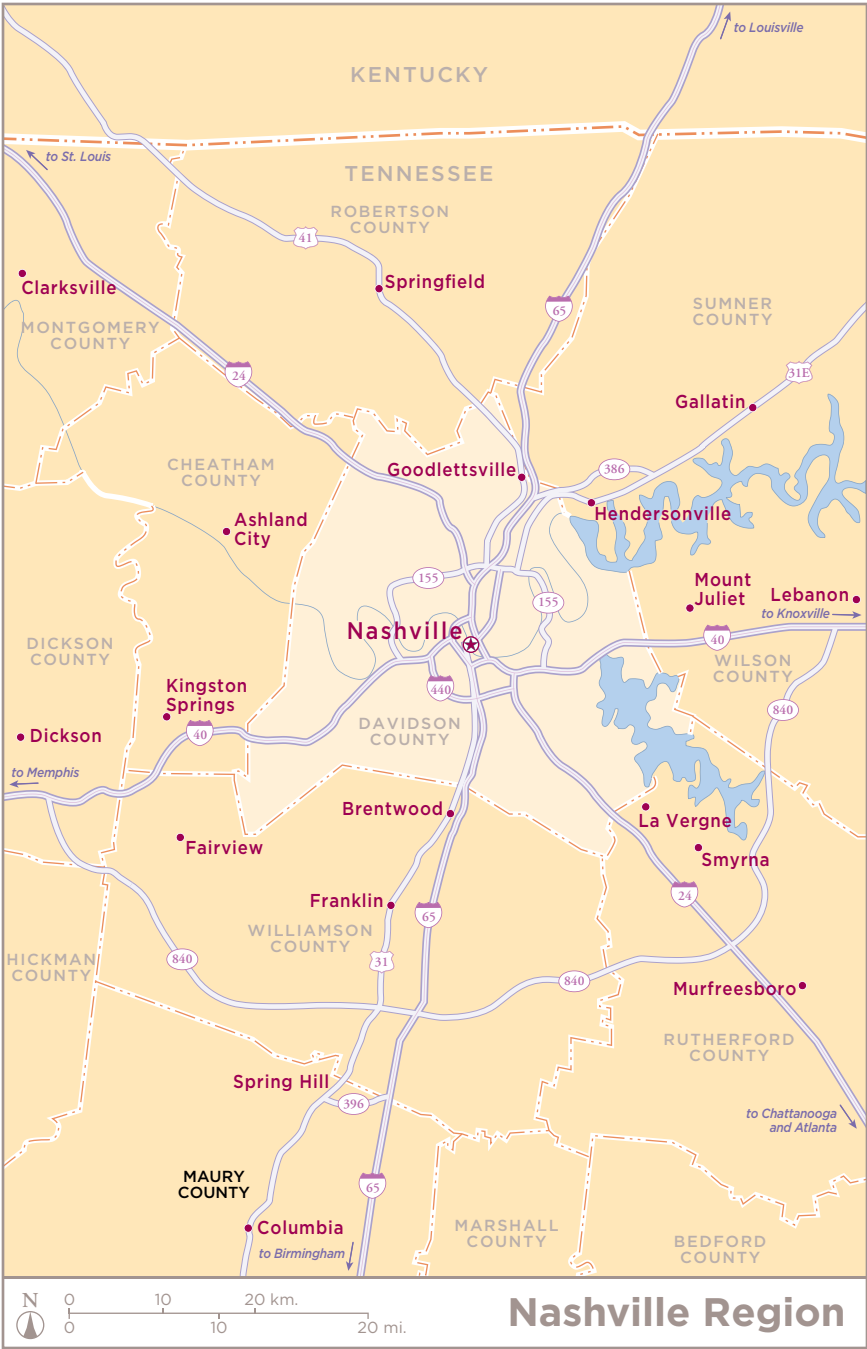 to Louisville
KENTUCKY
to St. Louis
TENNESSEE
ROBERTSON
COUNTY
41
Clarksville
Springfield
65
SUMNER
COUNTY
MONTGOMERY
COUNTY
24
31E
Gallatin
CHEATHAM
COUNTY
Goodlettsville
386
Hendersonville
Ashland
City
155
155
Mount
Juliet
Lebanon
to Knoxville
Nashville
40
DICKSON
COUNTY
WILSON
COUNTY
Kingston
Springs
440
840
DAVIDSON
COUNTY
40
Dickson
to Memphis
Brentwood
La Vergne
Fairview
Smyrna
24
Franklin
65
WILLIAMSON
COUNTY
HICKMAN
COUNTY
840
31
840
Murfreesboro
RUTHERFORD
COUNTY
Spring Hill
396
to Chattanooga
and Atlanta
MAURY
COUNTY
65
Columbia
to Birmingham
MARSHALL
COUNTY
BEDFORD
COUNTY
N
0 10 20 km.
0 10 20 mi.
Nashville Region